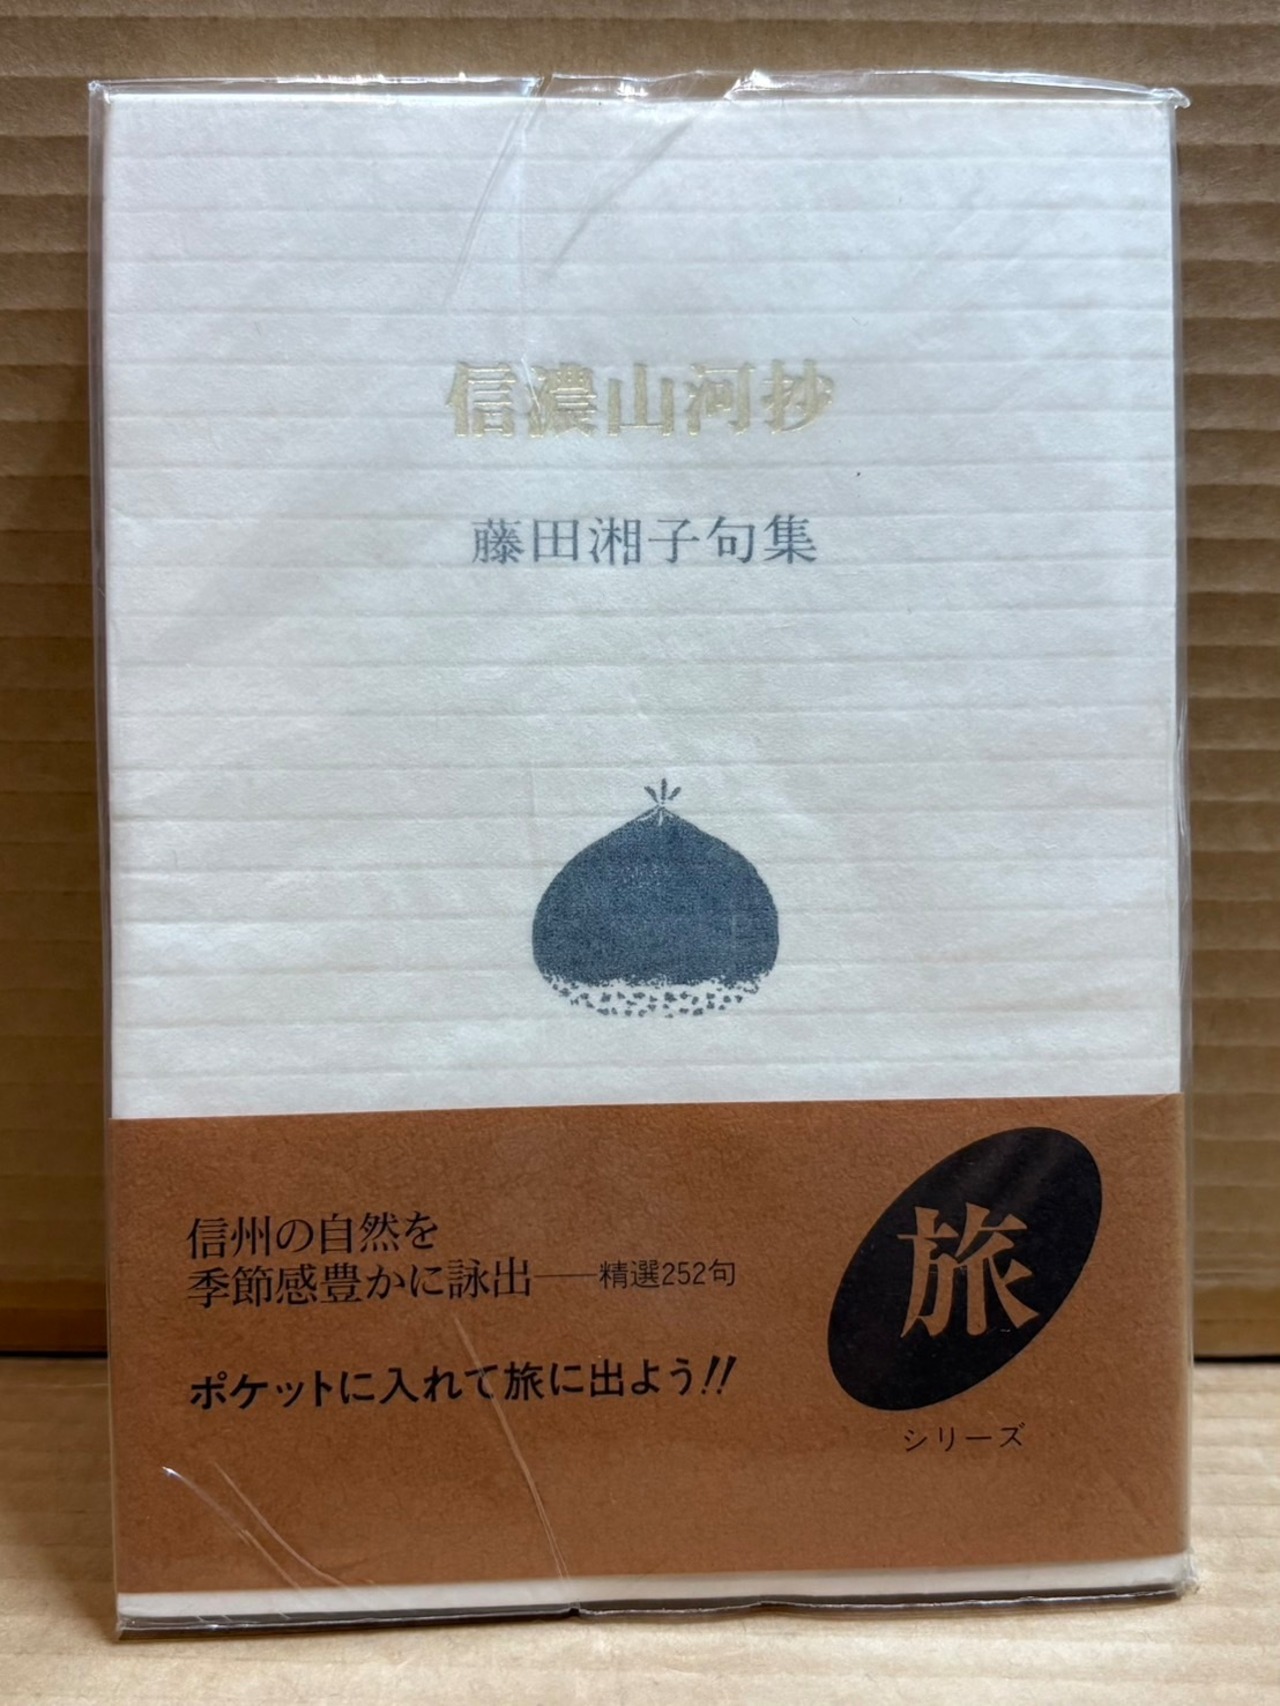 信濃山河抄
藤田湘子句集
信州の自然を
季節感豊かに詠出──精選252句
ポケットに入れて旅に出よう!!
旅
シリーズ